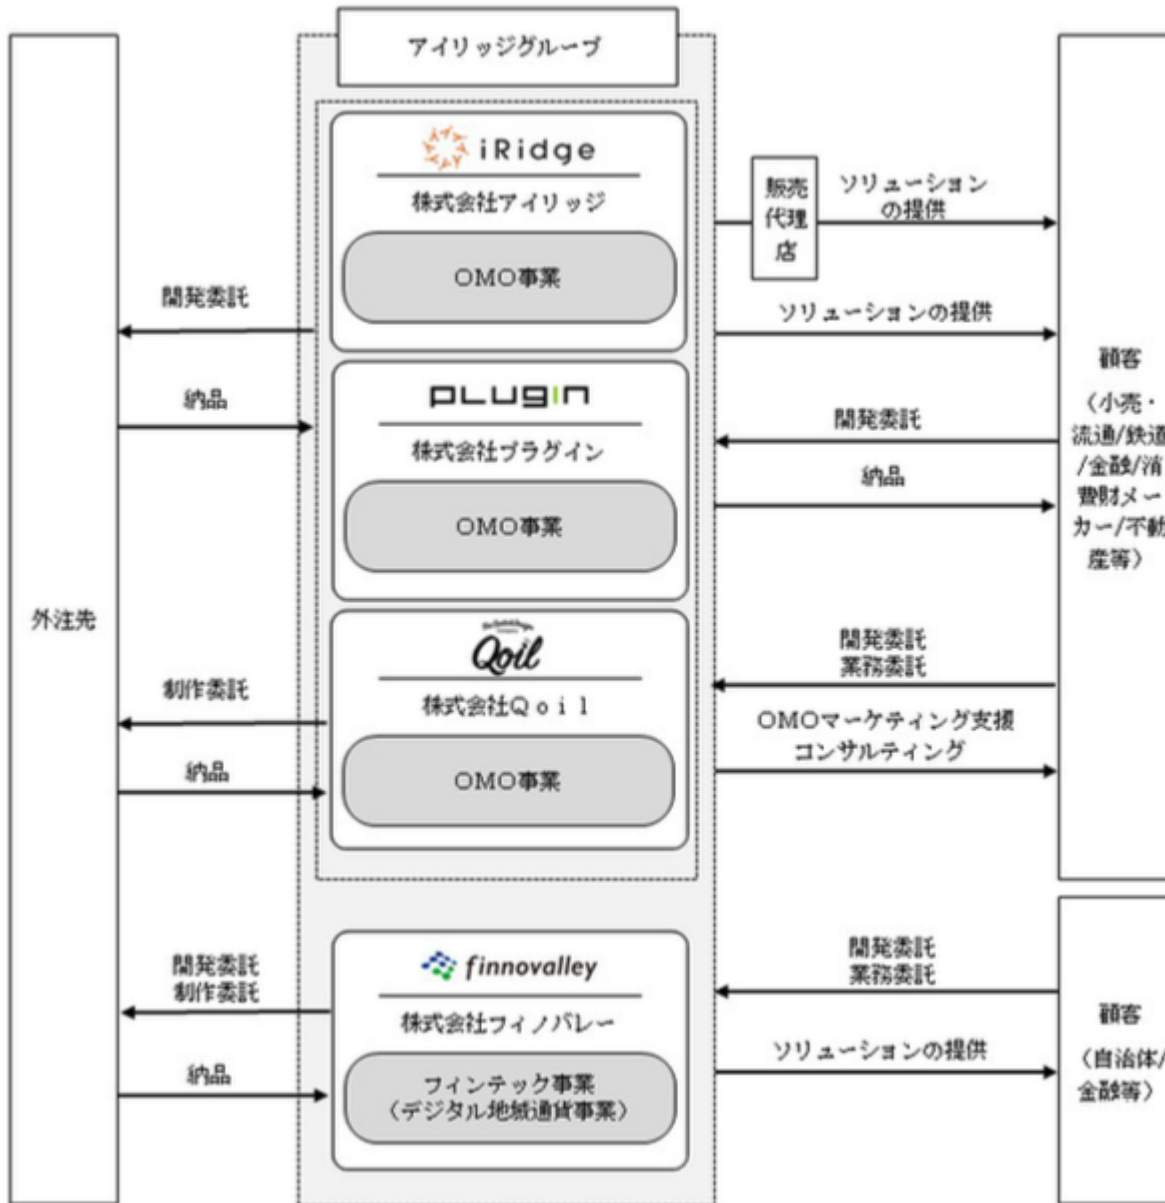 アイリッジグループ
iRidge
株式会社アイリッジ
OMO事業
PLUGIN
株式会社プラグイン
OMO事業
Qoil
株式会社Qoil
OMO事業
finnovalley
株式会社フィノバレー
フィンテック事業
(デジタル地域通貨事業)
外注先
開発委託
納品
制作委託
納品
開発委託
制作委託
納品
販売
代理
店
ソリューション
の提供
ソリューションの提供
開発委託
納品
開発委託
業務委託
OMOマーケティング支援
コンサルティング
開発委託
業務委託
ソリューションの提供
顧客
(小売・
流通/鉄道
/金融/消
費財メー
カー/不動
産等)
顧客
(自治体/
金融等)